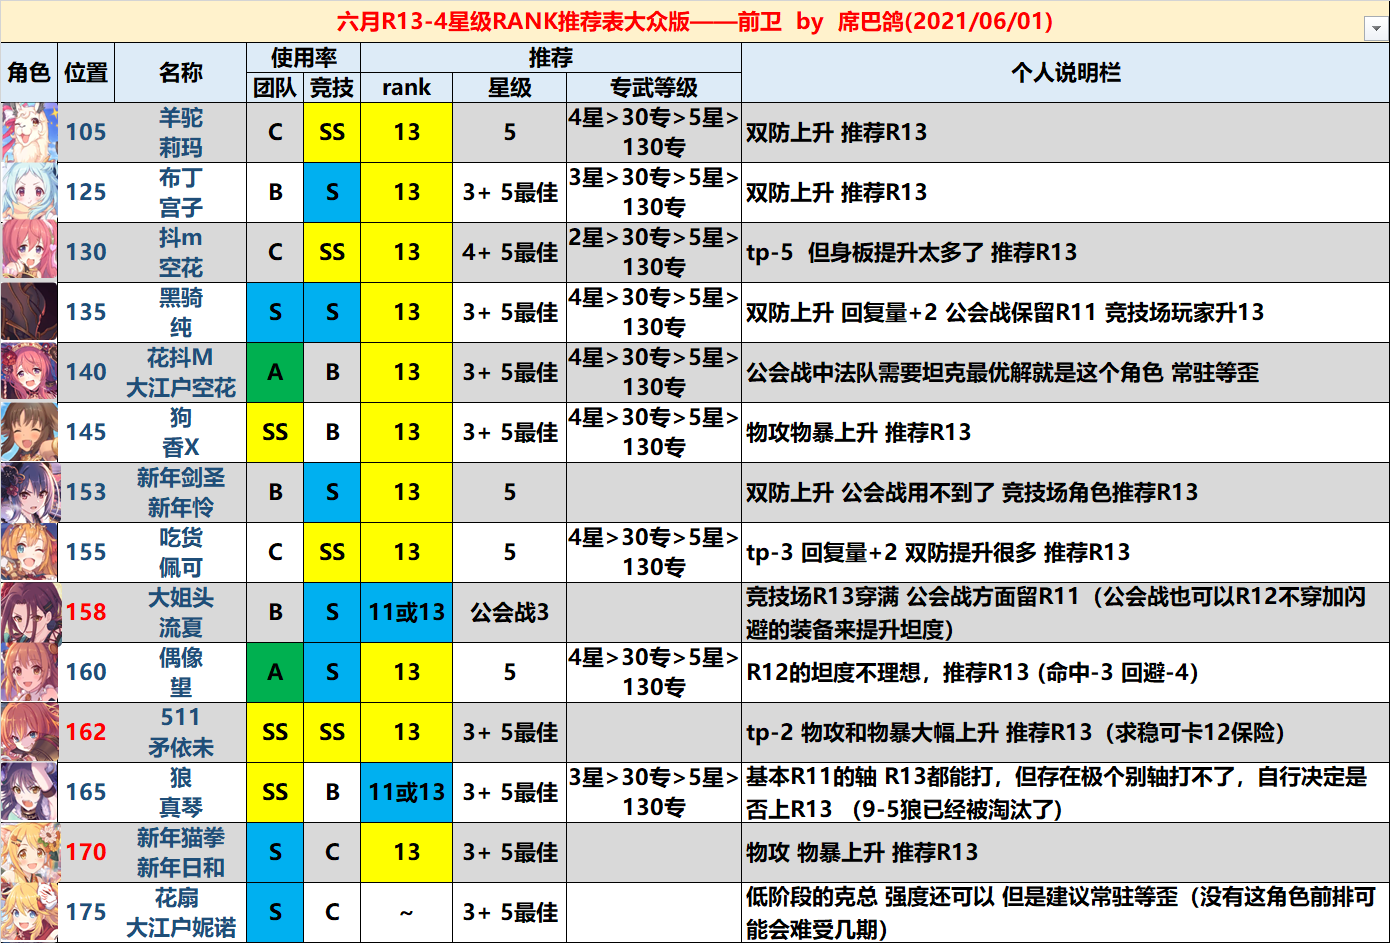 六月R13-4星级RANK推荐表大众版——前卫 by 席巴鸽(2021/06/01)
角色 位置 名称 使用率 推荐 个人说明栏
团队 竞技 rank 星级 专武等级
105 羊驼 C SS 13 5 4星>30专>5星> 双防上升 推荐R13
莉玛 130专
125 布丁 B S 13 3+ 5最佳 3星>30专>5星> 双防上升 推荐R13
宫子 130专
130 抖m C SS 13 4+ 5最佳 2星>30专>5星> tp-5 但身板提升太多了 推荐R13
空花 130专
135 黑骑 S S 13 3+ 5最佳 4星>30专>5星> 双防上升 回复量+2 公会战保留R11 竞技场玩家升13
纯 130专
140 花抖M A B 13 3+ 5最佳 4星>30专>5星> 公会战中法队需要坦克最优解就是这个角色 常驻等歪
大江户空花 130专
145 狗 SS B 13 3+ 5最佳 4星>30专>5星> 物攻物暴上升 推荐R13
香X 130专
153 新年剑圣 B S 13 5 双防上升 公会战用不到了 竞技场角色推荐R13
新年怜
155 吃货 C SS 13 5 4星>30专>5星> tp-3 回复量+2 双防提升很多 推荐R13
佩可 130专
158 大姐头 B S 11或13 公会战3 竞技场R13穿满 公会战方面留R11（公会战也可以R12不穿加闪
流夏 避的装备来提升坦度）
160 偶像 A S 13 5 4星>30专>5星> R12的坦度不理想，推荐R13 (命中-3 回避-4)
望 130专
162 511 SS SS 13 3+ 5最佳 tp-2 物攻和物暴大幅上升 推荐R13（求稳可卡12保险）
矛依未
165 狼 SS B 11或13 3+ 5最佳 3星>30专>5星> 基本R11的轴 R13都能打，但存在极个别轴打不了，自行决定是
真琴 130专 否上R13 （9-5狼已经被淘汰了)
170 新年猫拳 S C 13 3+ 5最佳 物攻 物暴上升 推荐R13
新年日和
175 花扇 S C ~ 3+ 5最佳 低阶段的克总 强度还可以 但是建议常驻等歪（没有这角色前排可
大江户妮诺 能会难受几期）